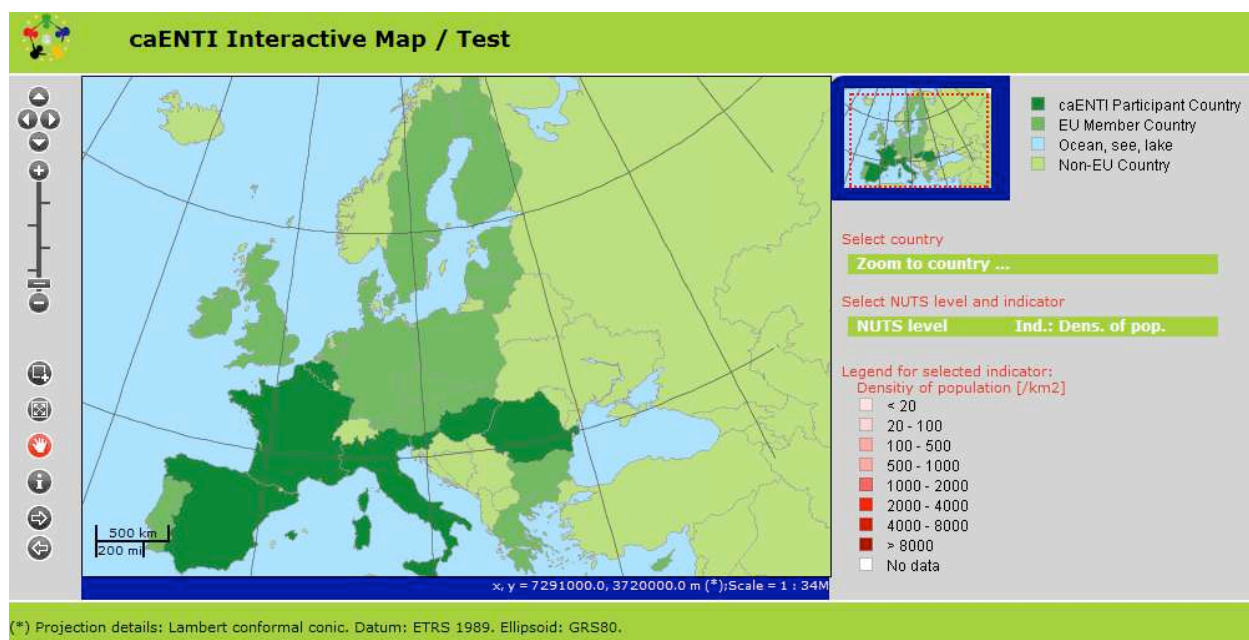 caENTI Interactive Map / Test
caENTI Participant Country
EU Member Country
Ocean, see, lake
Non-EU Country
Select country
Zoom to country ...
Select NUTS level and indicator
NUTS level Ind.: Dens. of pop.
Legend for selected indicator:
Densitiy of population [/km2]
< 20
20 - 100
100 - 500
500 - 1000
1000 - 2000
2000 - 4000
4000 - 8000
> 8000
No data
500 km
200 mi
x, y = 7291000.0, 3720000.0 m (*);Scale = 1 : 34M
(*) Projection details: Lambert conformal conic. Datum: ETRS 1989. Ellipsoid: GRS80.